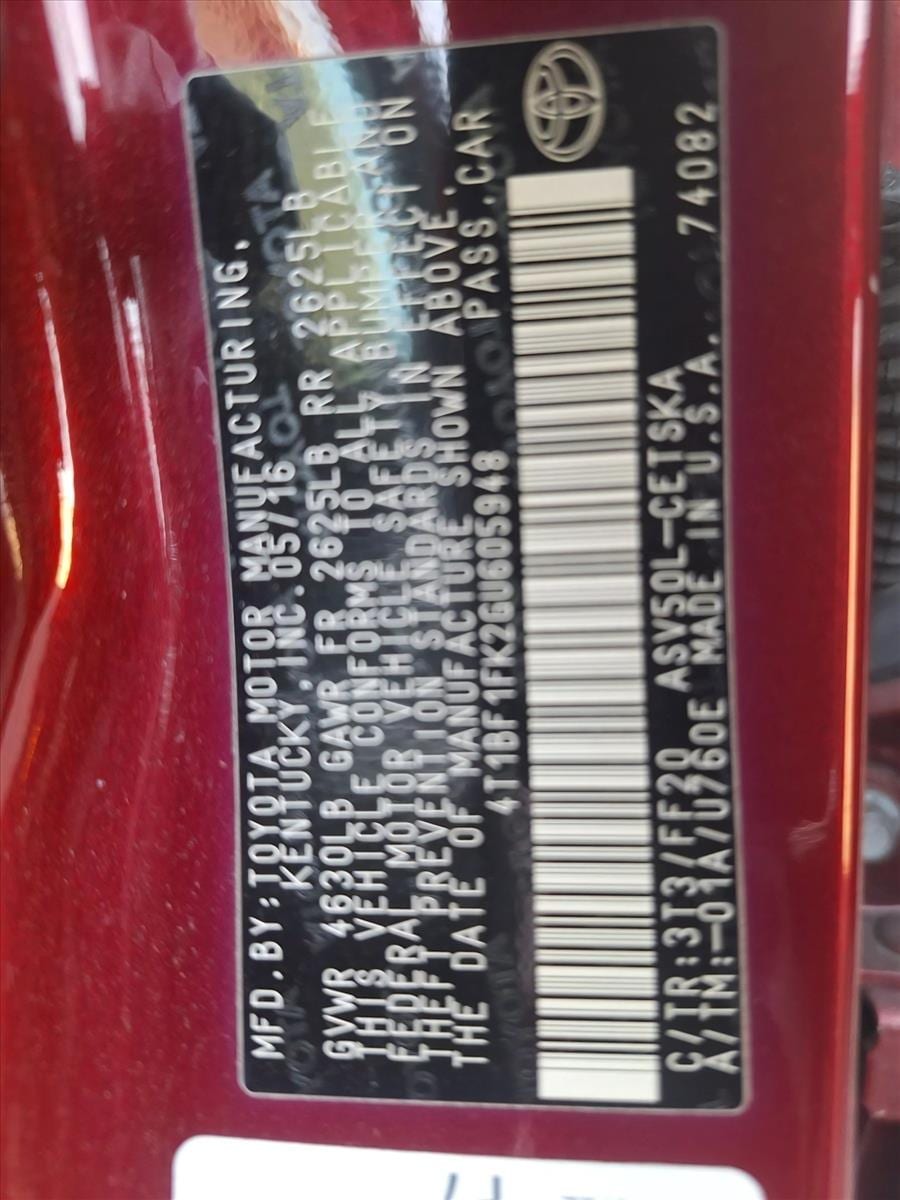 MFD.BY:TOYOTA MOTOR MANUFACTURING,
KENTUCKY,INC. 05/16
GVWR 4630LB GAWR FR 2625LB RR 2625LB
THIS VEHICLE CONFORMS TO ALL APPLICABLE
FEDERAL MOTOR VEHICLE SAFETY BUMPER AND
THEFT PREVENTION STANDARDS IN EFFECT ON
THE DATE OF MANUFACTURE SHOWN ABOVE.
4T1BF1FK2GU605948 PASS.CAR
C/TR:3T3/FF20 ASV50L-CETSKA
A/TM:-01A/U760E MADE IN U.S.A. 74082